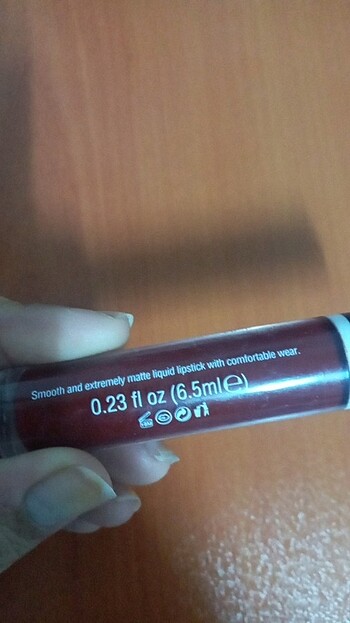 Smooth and extremely matte liquid lipstick with comfortable wear.
0.23 fl oz (6.5ml℮)